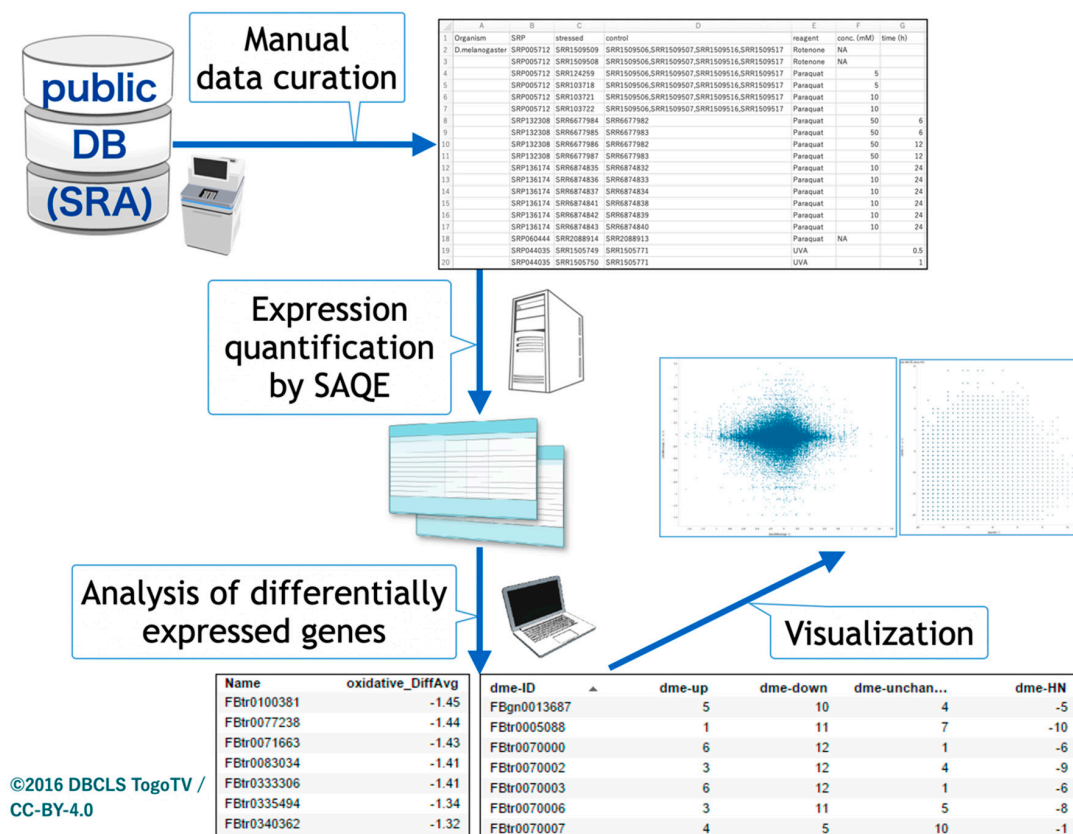 public
DB
(SRA)
Manual
data curation
A B C D E F G
1 Organism SRP stressed control reagent conc. (mM) time (h)
2 D.melanogaster SRP005712 SRR1509509 SRR1509506,SRR1509507,SRR1509516,SRR1509517 Rotenone NA
3 SRP005712 SRR1509508 SRR1509506,SRR1509507,SRR1509516,SRR1509517 Rotenone NA
4 SRP005712 SRR124259 SRR1509506,SRR1509507,SRR1509516,SRR1509517 Paraquat 5
5 SRP005712 SRR103718 SRR1509506,SRR1509507,SRR1509516,SRR1509517 Paraquat 5
6 SRP005712 SRR103721 SRR1509506,SRR1509507,SRR1509516,SRR1509517 Paraquat 10
7 SRP005712 SRR103722 SRR1509506,SRR1509507,SRR1509516,SRR1509517 Paraquat 10
8 SRP132308 SRR6677984 SRR6677982 Paraquat 50 6
9 SRP132308 SRR6677985 SRR6677983 Paraquat 50 6
10 SRP132308 SRR6677986 SRR6677982 Paraquat 50 12
11 SRP132308 SRR6677987 SRR6677983 Paraquat 50 12
12 SRP136174 SRR6874835 SRR6874832 Paraquat 10 24
13 SRP136174 SRR6874836 SRR6874833 Paraquat 10 24
14 SRP136174 SRR6874837 SRR6874834 Paraquat 10 24
15 SRP136174 SRR6874841 SRR6874838 Paraquat 10 24
16 SRP136174 SRR6874842 SRR6874839 Paraquat 10 24
17 SRP136174 SRR6874843 SRR6874840 Paraquat 10 24
18 SRP060444 SRR2088914 SRR2088913 Paraquat NA
19 SRP044035 SRR1505749 SRR1505771 UVA 0.5
20 SRP044035 SRR1505750 SRR1505771 UVA 1
Expression
quantification
by SAQE
Analysis of differentially
expressed genes
Visualization
Name oxidative_DiffAvg
FBtr0100381 -1.45
FBtr0077238 -1.44
FBtr0071663 -1.43
FBtr0083034 -1.41
FBtr0333306 -1.41
FBtr0335494 -1.34
FBtr0340362 -1.32
dme-ID dme-up dme-down dme-unchan... dme-HN
FBgn0013687 5 10 4 -5
FBtr0005088 1 11 7 -10
FBtr0070000 6 12 1 -6
FBtr0070002 3 12 4 -9
FBtr0070003 6 12 1 -6
FBtr0070006 3 11 5 -8
FBtr0070007 4 5 10 -1
©2016 DBCLS TogoTV /
CC-BY-4.0